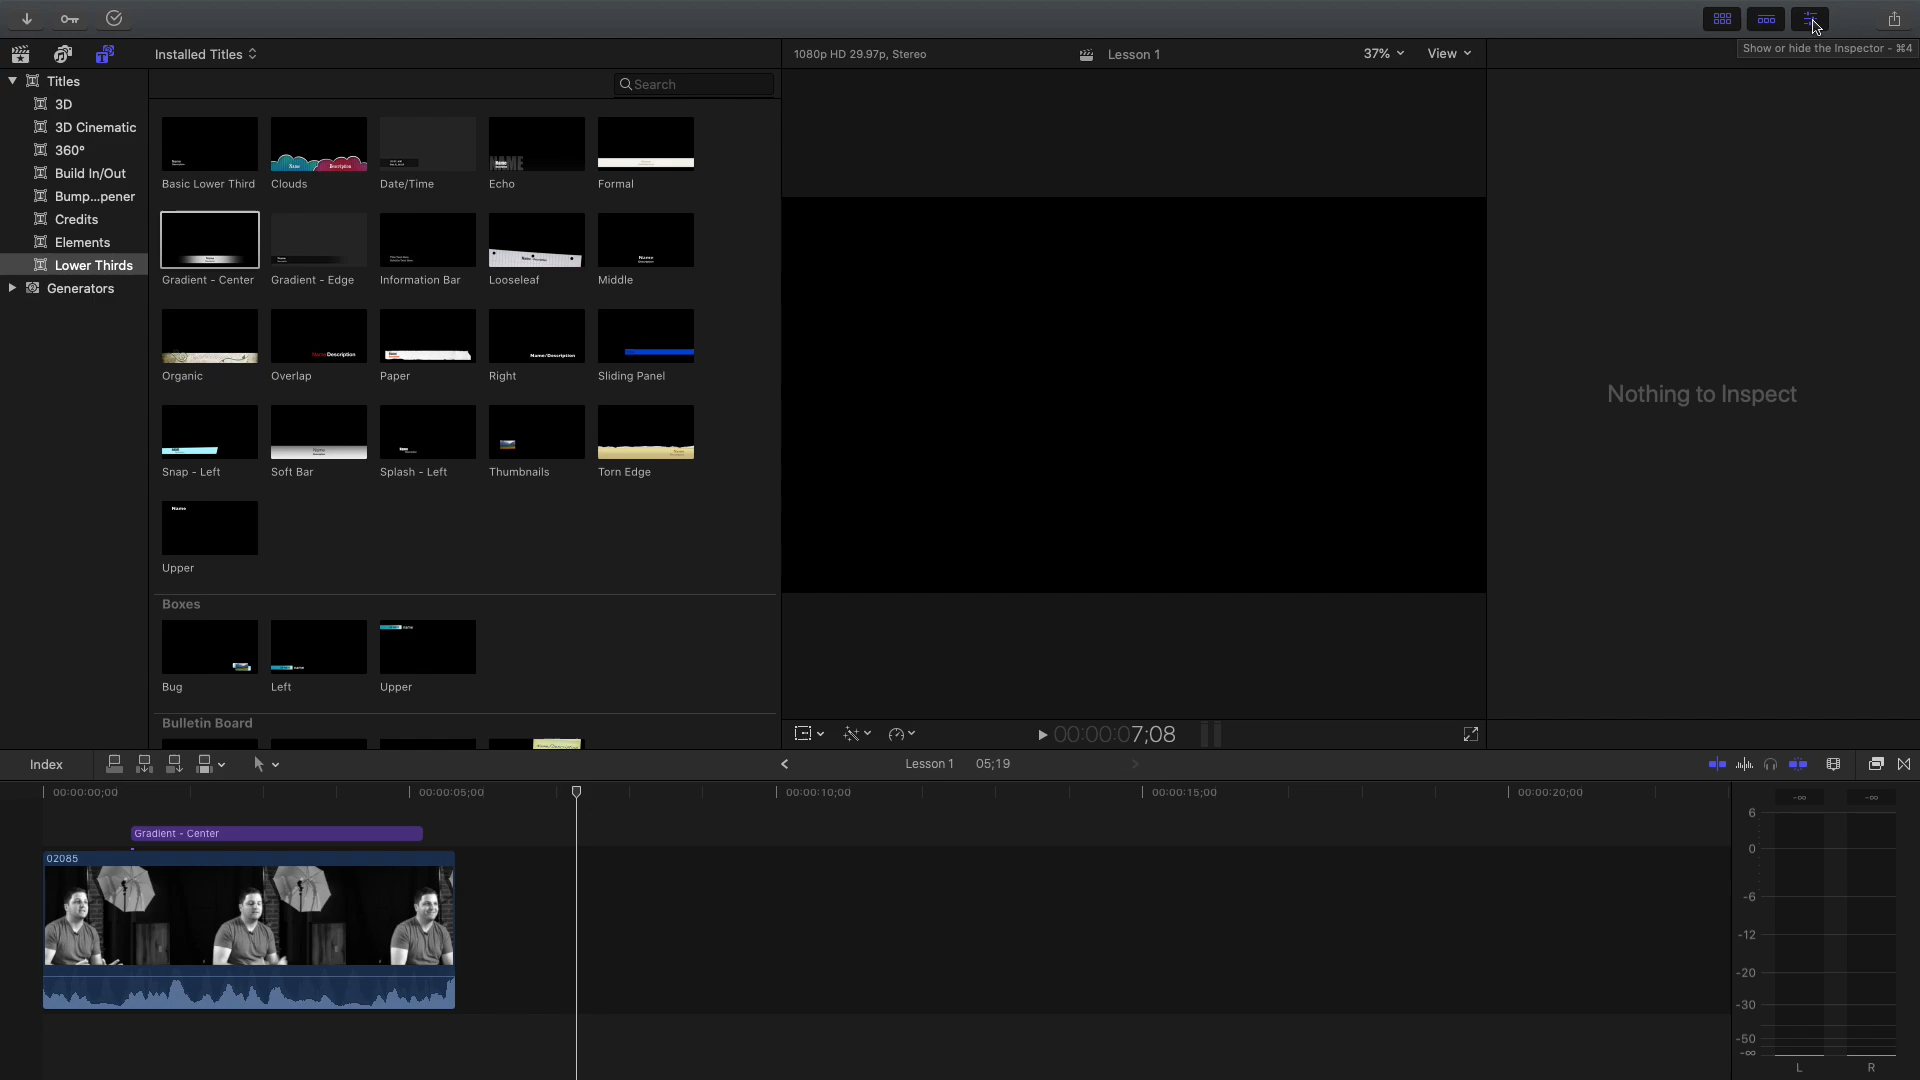 Show or hide the Inspector - ⌘4
Installed Titles
1080p HD 29.97p, Stereo
Lesson 1
37%
View
Search
Titles
3D
3D Cinematic
360°
Build In/Out
Bump...pener
Credits
Elements
Lower Thirds
Generators
Basic Lower Third
Clouds
Date/Time
Echo
Formal
Gradient - Center
Gradient - Edge
Information Bar
Looseleaf
Middle
Organic
Overlap
Paper
Right
Sliding Panel
Snap - Left
Soft Bar
Splash - Left
Thumbnails
Torn Edge
Upper
Boxes
Bug
Left
Upper
Bulletin Board
Nothing to Inspect
00:00:07;08
Index
Lesson 1
05;19
00:00:00;00
00:00:05;00
00:00:10;00
00:00:15;00
00:00:20;00
Gradient - Center
02085
-∞ -∞
6
0
-6
-12
-20
-30
-50
-∞
L R